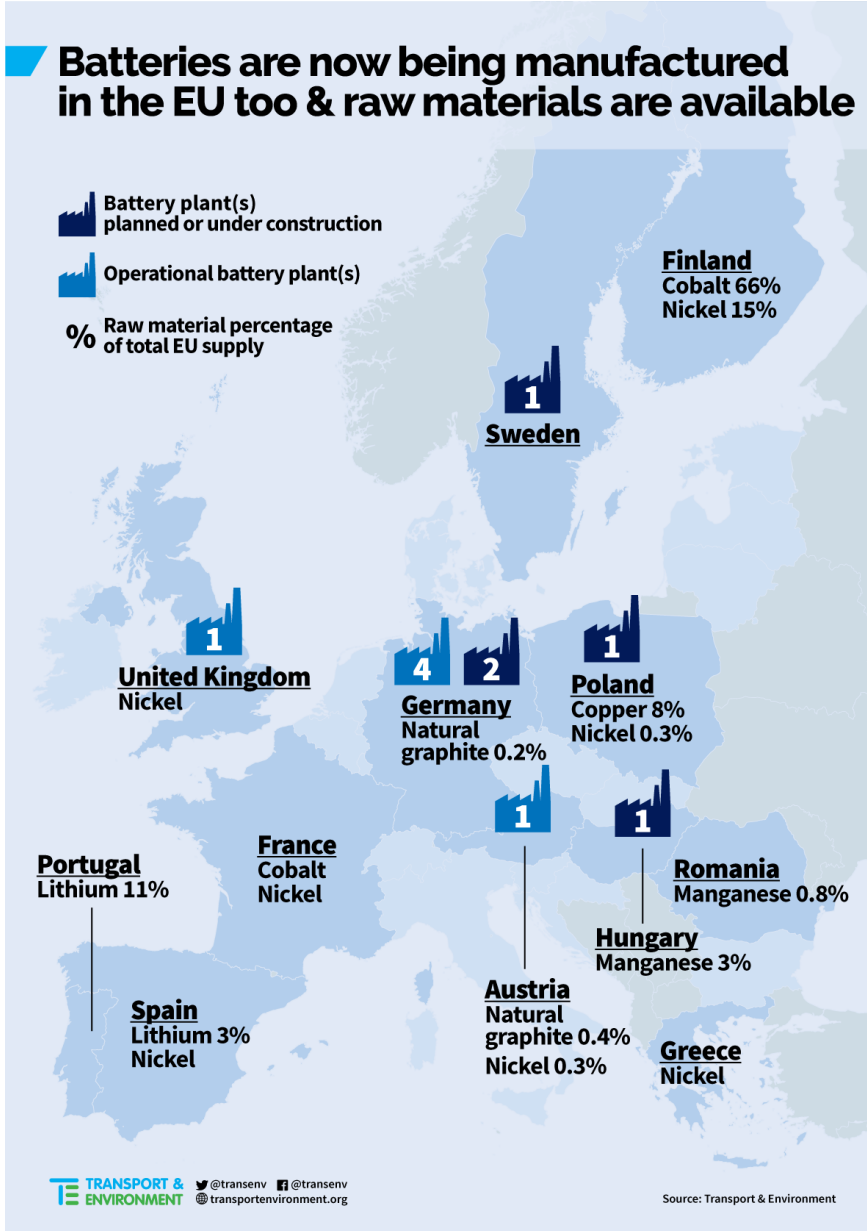 Batteries are now being manufactured
in the EU too & raw materials are available
Battery plant(s)
planned or under construction
Operational battery plant(s)
% Raw material percentage
of total EU supply
Finland
Cobalt 66%
Nickel 15%
1
Sweden
1
United Kingdom
Nickel
4
2
Germany
Natural
graphite 0.2%
1
Poland
Copper 8%
Nickel 0.3%
1
1
France
Cobalt
Nickel
Portugal
Lithium 11%
Romania
Manganese 0.8%
Hungary
Manganese 3%
Austria
Natural
graphite 0.4%
Nickel 0.3%
Spain
Lithium 3%
Nickel
Greece
Nickel
TE TRANSPORT &
ENVIRONMENT
@transenv @transenv
transportenvironment.org
Source: Transport & Environment